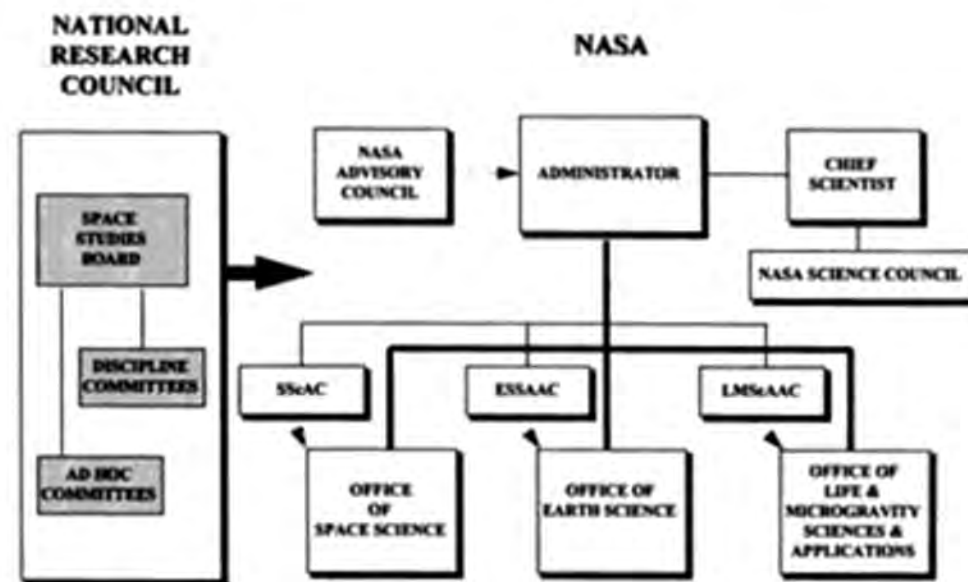 NATIONAL
RESEARCH
COUNCIL
NASA
SPACE
STUDIES
BOARD
DISCIPLINE
COMMITTEES
AD HOC
COMMITTEES
NASA
ADVISORY
COUNCIL
ADMINISTRATOR
CHIEF
SCIENTIST
NASA SCIENCE COUNCIL
SScAC
ESSAAC
LMSAAC
OFFICE
OF
SPACE SCIENCE
OFFICE OF
EARTH SCIENCE
OFFICE OF
LIFE &
MICROGRAVITY
SCIENCES &
APPLICATIONS